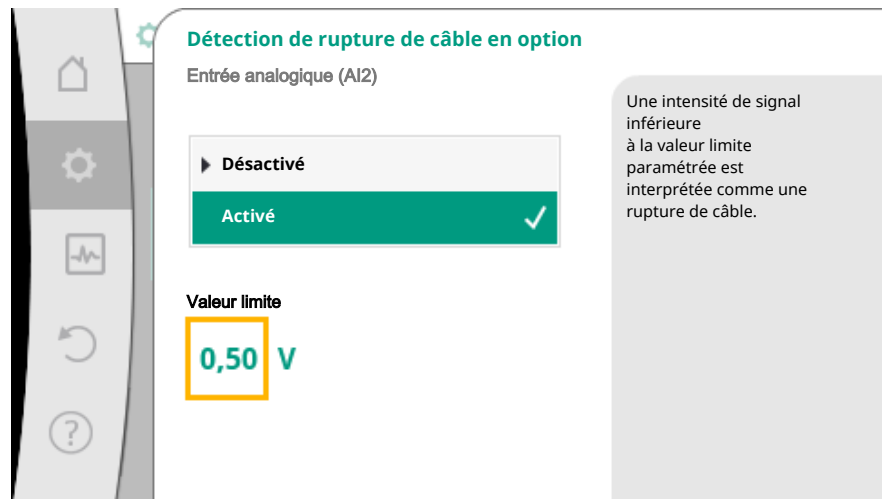 Détection de rupture de câble en option
Entrée analogique (AI2)
Une intensité de signal
inférieure
à la valeur limite
paramétrée est
interprétée comme une
rupture de câble.
Désactivé
Activé
Valeur limite
0,50 V
?